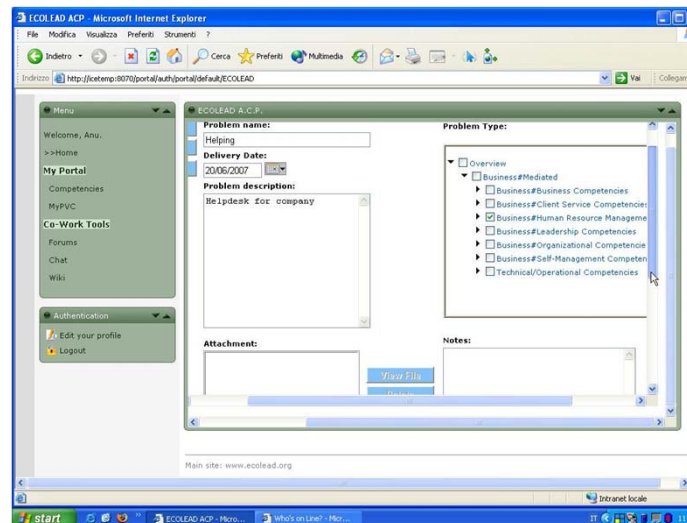 ECOLEAD ACP - Microsoft Internet Explorer
File Modifica Visualizza Preferiti Strumenti ?
Indietro Cerca Preferiti Multimedia
Indirizzo http://icetemp:8070/portal/auth/portal/default/ECOLEAD Vai Collegam
Menu
Welcome, Anu.
>>Home
My Portal
Competencies
MyPVC
Co-Work Tools
Forums
Chat
Wiki
Authentication
Edit your profile
Logout
ECOLEAD A.C.P.
Problem name:
Helping
Delivery Date:
20/06/2007
Problem description:
Helpdesk for company
Attachment:
View File
Problem Type:
Overview
Business#Mediated
Business#Business Competencies
Business#Client Service Competencies
Business#Human Resource Manageme
Business#Leadership Competencies
Business#Organizational Competencie
Business#Self-Management Competen
Technical/Operational Competencies
Notes:
Main site: www.ecolead.org
Intranet locale
start
ECOLEAD ACP - Micro...
Who's on Line? - Micr...
IT
11